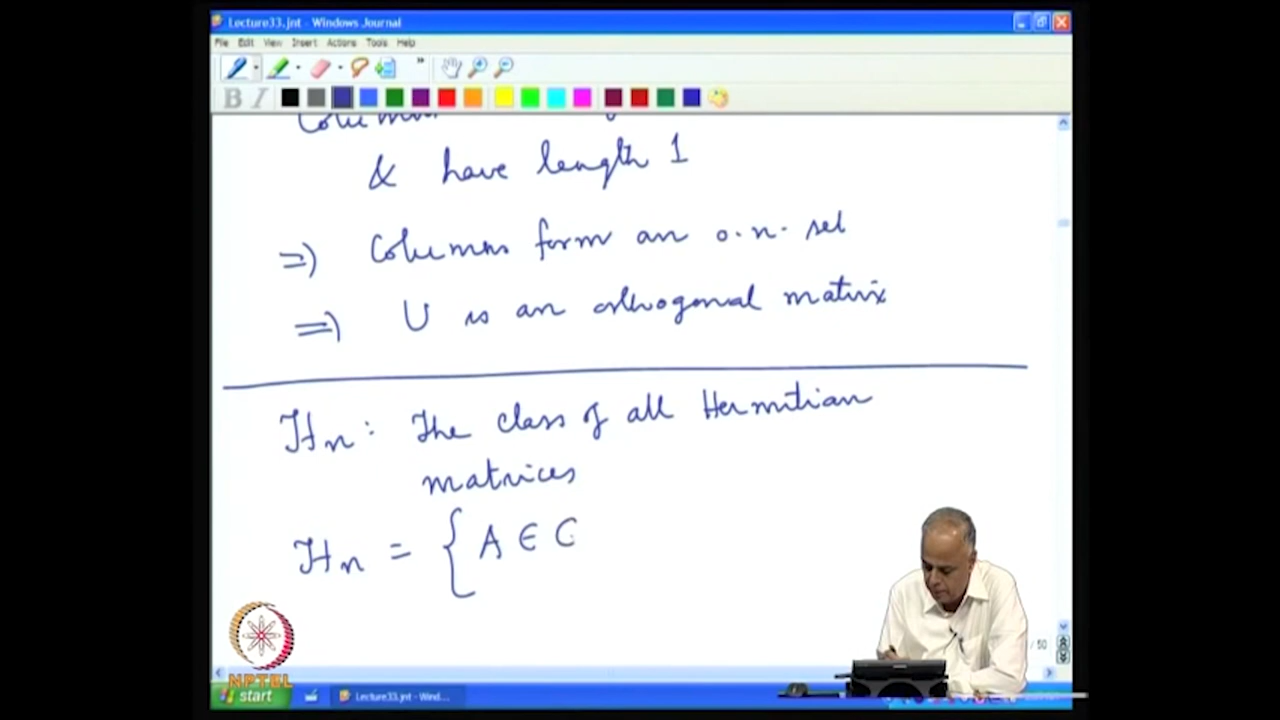 Lecture33.jnt - Windows Journal
File Edit View Insert Actions Tools Help
B I
& have length 1
=> Columns form an o.n. set
=> U is an orthogonal matrix
Hn : The class of all Hermitian
matrices
Hn = { A ∈ C
/ 50
NPTEL
start Lecture33.jnt - Wind...